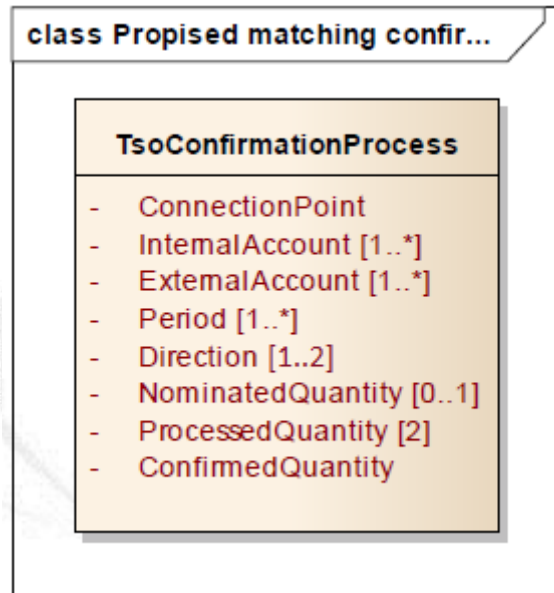 class Propised matching confir...
TsoConfirmationProcess
- ConnectionPoint
- InternalAccount [1..*]
- ExternalAccount [1..*]
- Period [1..*]
- Direction [1..2]
- NominatedQuantity [0..1]
- ProcessedQuantity [2]
- ConfirmedQuantity